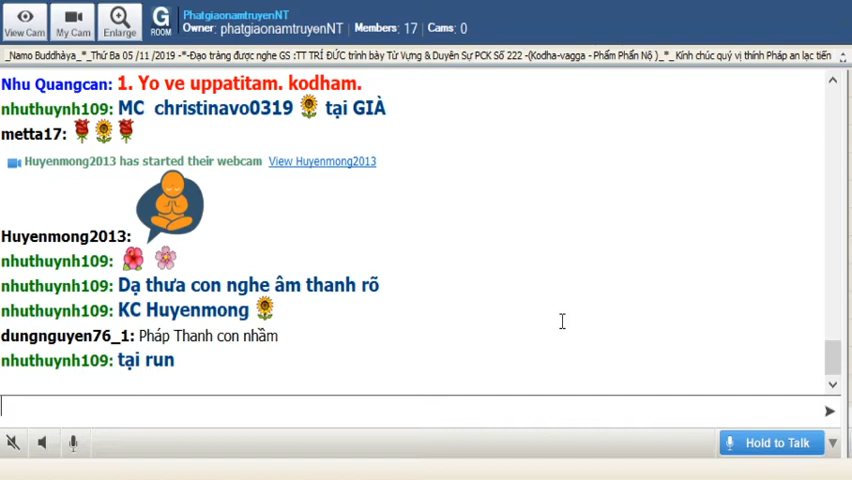 View Cam
My Cam
Enlarge
G
ROOM
PhatgiaonamtruyenNT
Owner: phatgiaonamtruyenNT | Members: 17 | Cams: 0
_Namo Buddhàya_*_Thứ Ba 05 /11 /2019 -*-Đạo tràng được nghe GS :TT TRÍ ĐỨC trình bày Từ Vựng & Duyên Sự PCK Số 222 -(Kodha-vagga - Phẩm Phẫn Nộ )_*_ Kính chúc quý vị thính Pháp an lạc tiến
Nhu Quangcan: 1. Yo ve uppatitam. kodham.
nhuthuynh109: MC christinavo0319 🌻 tại GIÀ
metta17: 🌹🌻🌹
Huyenmong2013 has started their webcam View Huyenmong2013
Huyenmong2013:
nhuthuynh109: 🌺 🌸
nhuthuynh109: Dạ thưa con nghe âm thanh rõ
nhuthuynh109: KC Huyenmong 🌻
dungnguyen76_1: Pháp Thanh con nhầm
nhuthuynh109: tại run
Hold to Talk